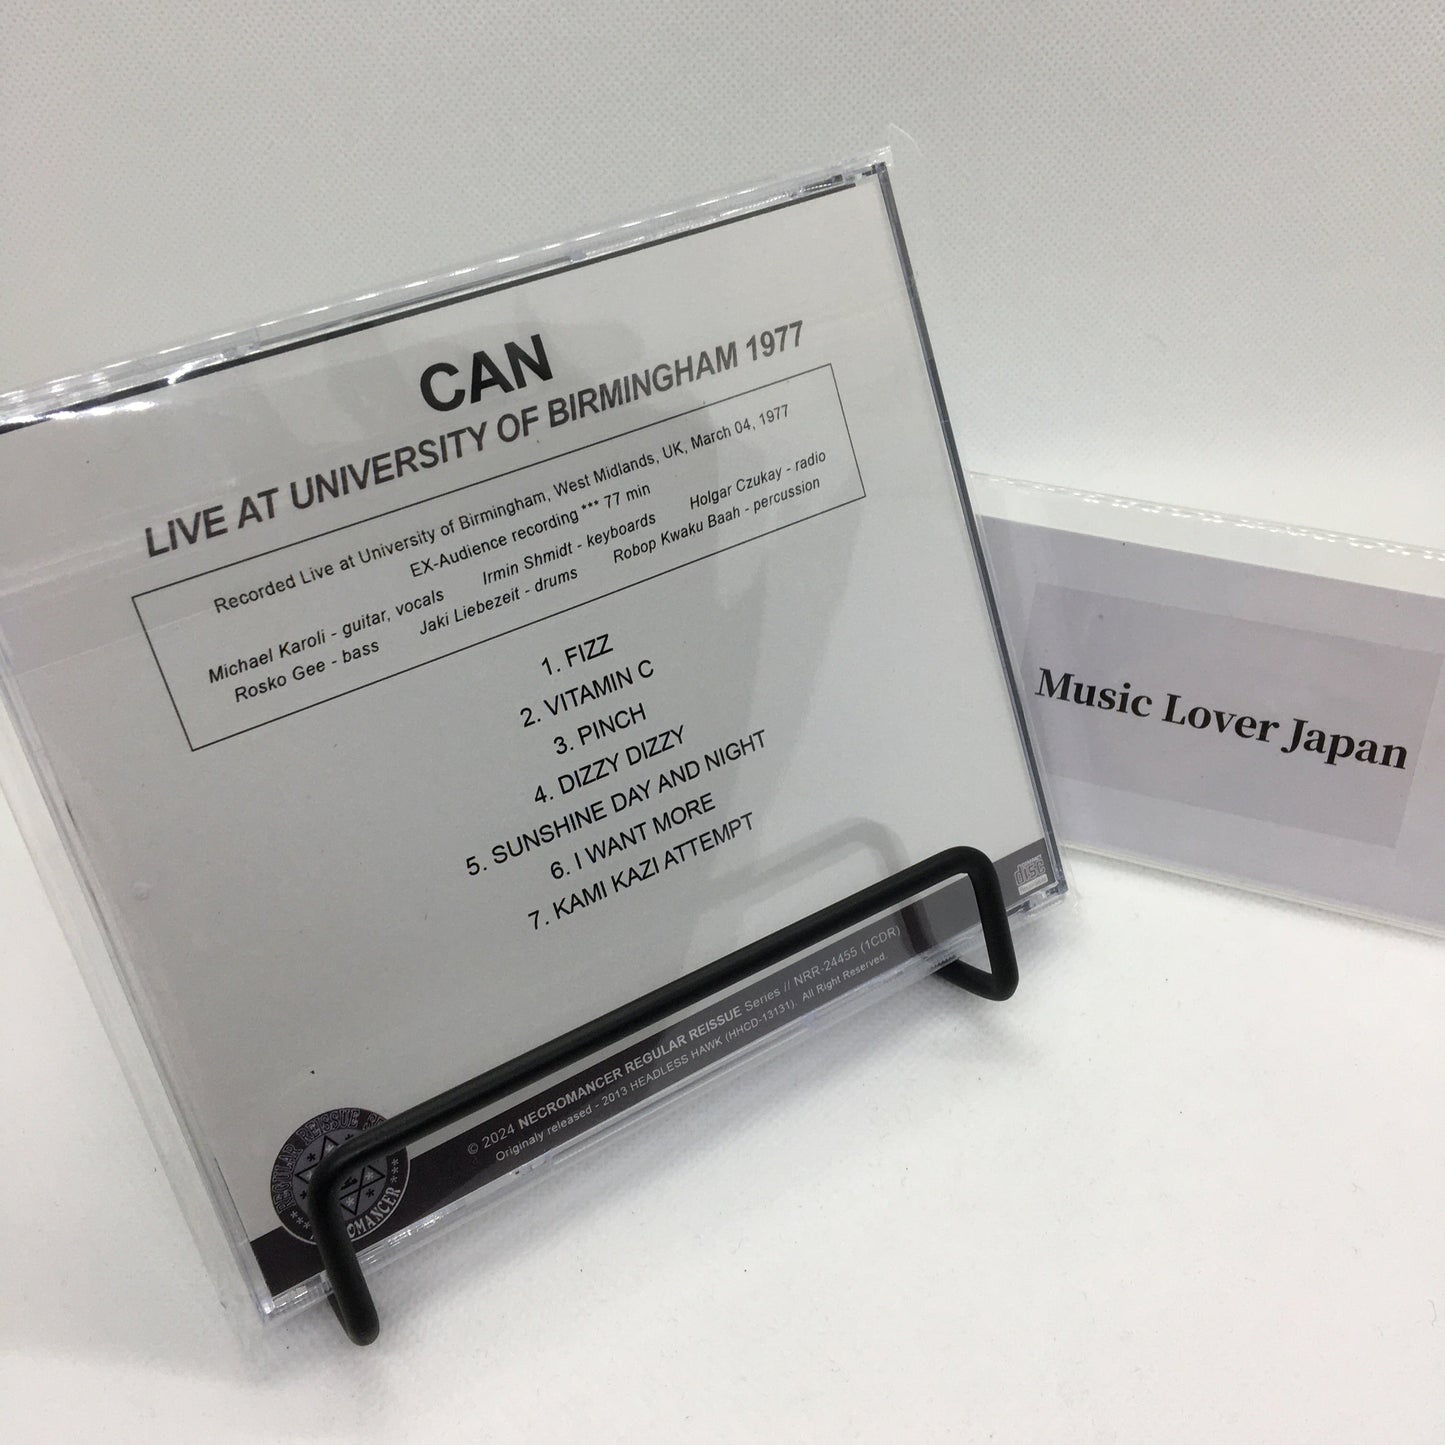 CAN
LIVE AT UNIVERSITY OF BIRMINGHAM 1977
Recorded Live at University of Birmingham, West Midlands, UK, March 04, 1977
EX-Audience recording *** 77 min
Michael Karoli - guitar, vocals Irmin Shmidt - keyboards Holgar Czukay - radio
Rosko Gee - bass Jaki Liebezeit - drums Robop Kwaku Baah - percussion
1. FIZZ
2. VITAMIN C
3. PINCH
4. DIZZY DIZZY
5. SUNSHINE DAY AND NIGHT
6. I WANT MORE
7. KAMI KAZI ATTEMPT
© 2024 NECROMANCER REGULAR REISSUE Series // NRR-24455 (1CDR)
Originaly released - 2013 HEADLESS HAWK (HHCD-13131). All Right Reserved.
REGULAR REISSUE
disc
Music Lover Japan